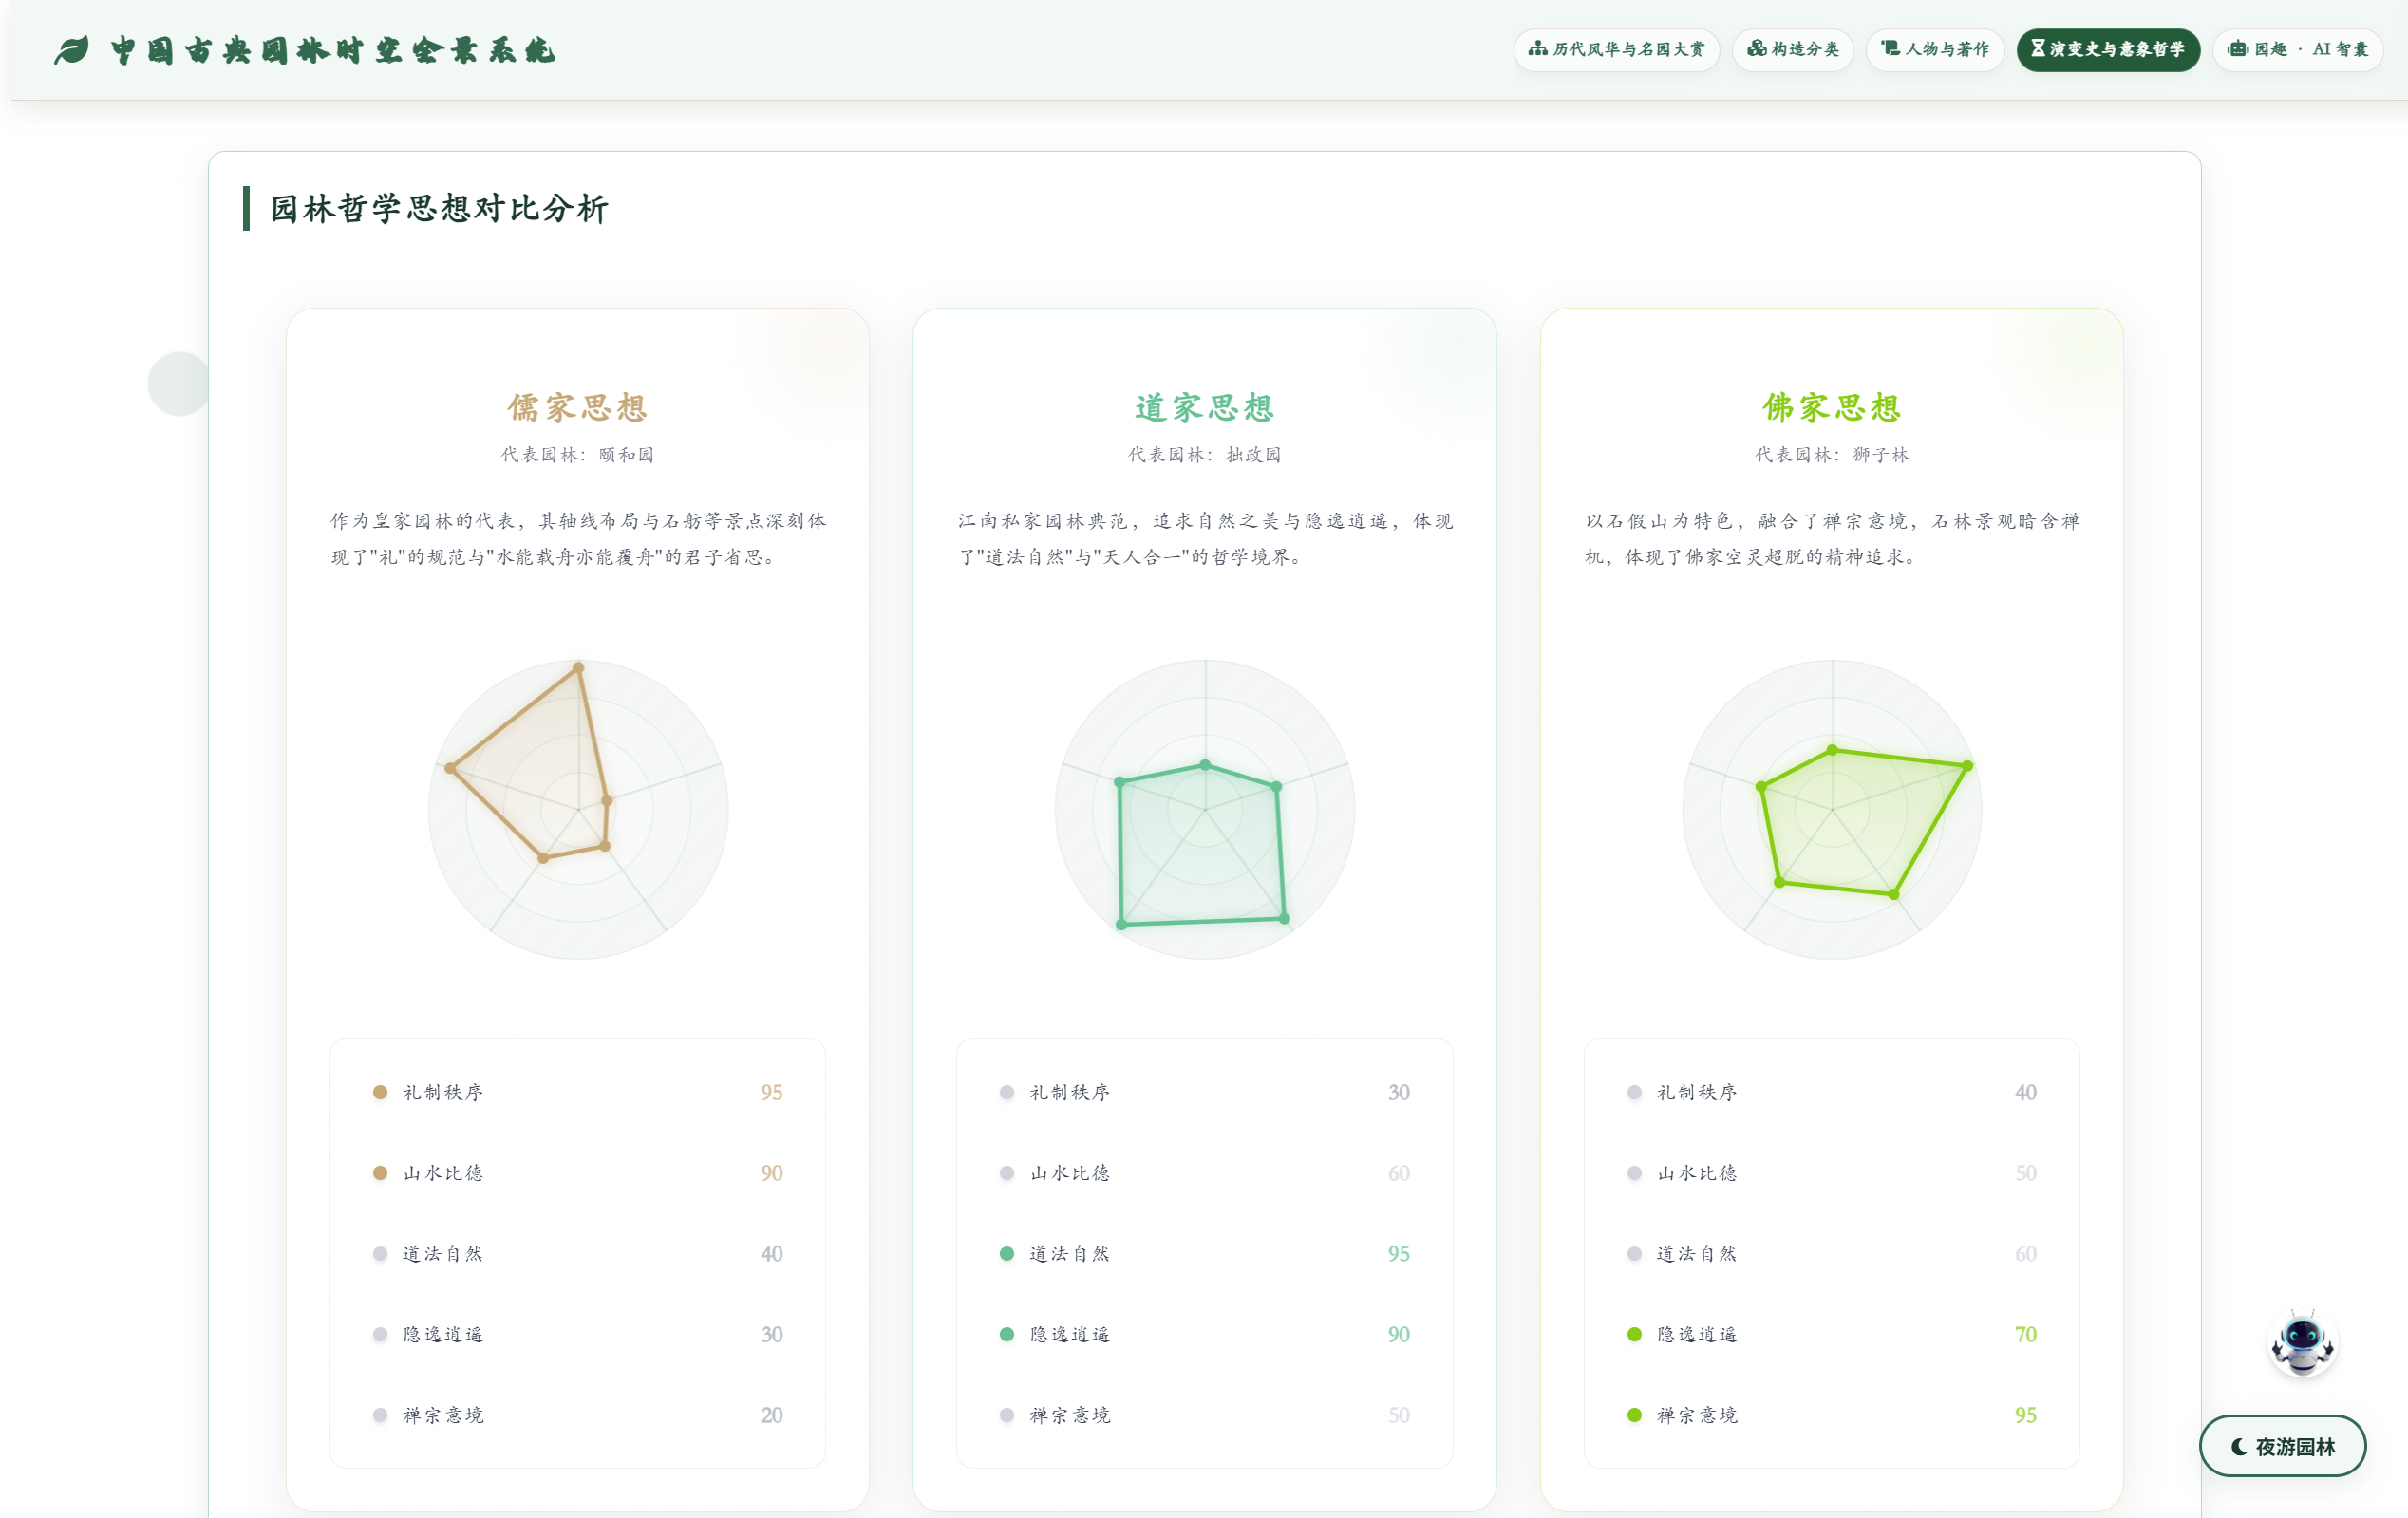 中国古典园林时空全景系统
历代风华与名园大赏
构造分类
人物与著作
演变史与意象哲学
园趣 · AI 智囊
园林哲学思想对比分析
儒家思想
代表园林：颐和园
作为皇家园林的代表，其轴线布局与石舫等景点深刻体
现了"礼"的规范与"水能载舟亦能覆舟"的君子省思。
礼制秩序 95
山水比德 90
道法自然 40
隐逸逍遥 30
禅宗意境 20
道家思想
代表园林：拙政园
江南私家园林典范，追求自然之美与隐逸逍遥，体现
了"道法自然"与"天人合一"的哲学境界。
礼制秩序 30
山水比德 60
道法自然 95
隐逸逍遥 90
禅宗意境 50
佛家思想
代表园林：狮子林
以石假山为特色，融合了禅宗意境，石林景观暗含禅
机，体现了佛家空灵超脱的精神追求。
礼制秩序 40
山水比德 50
道法自然 60
隐逸逍遥 70
禅宗意境 95
夜游园林